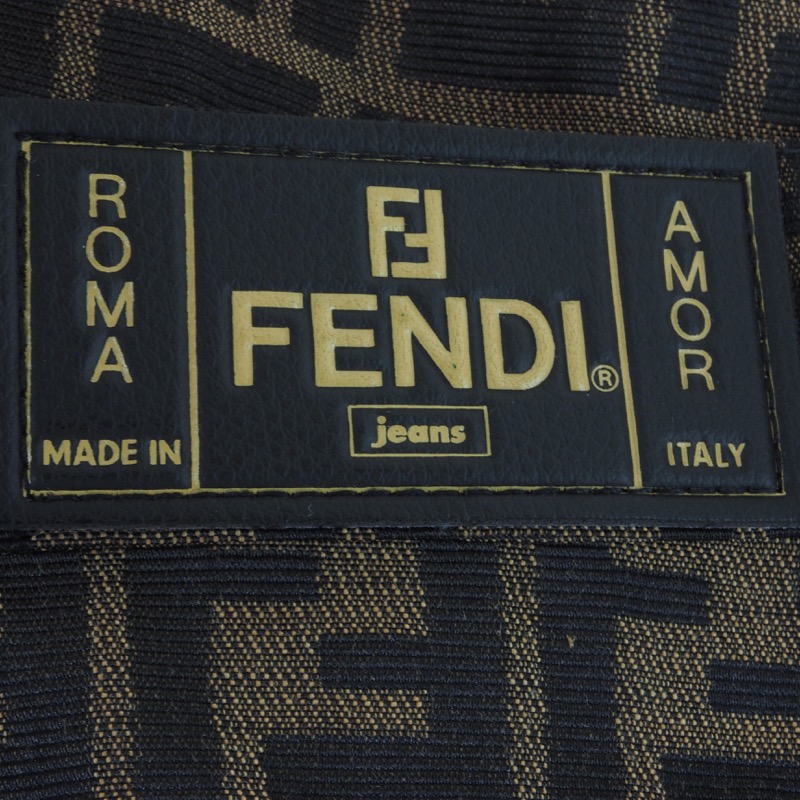 ROMA
MADE IN
FF
FENDI®
jeans
AMOR
ITALY